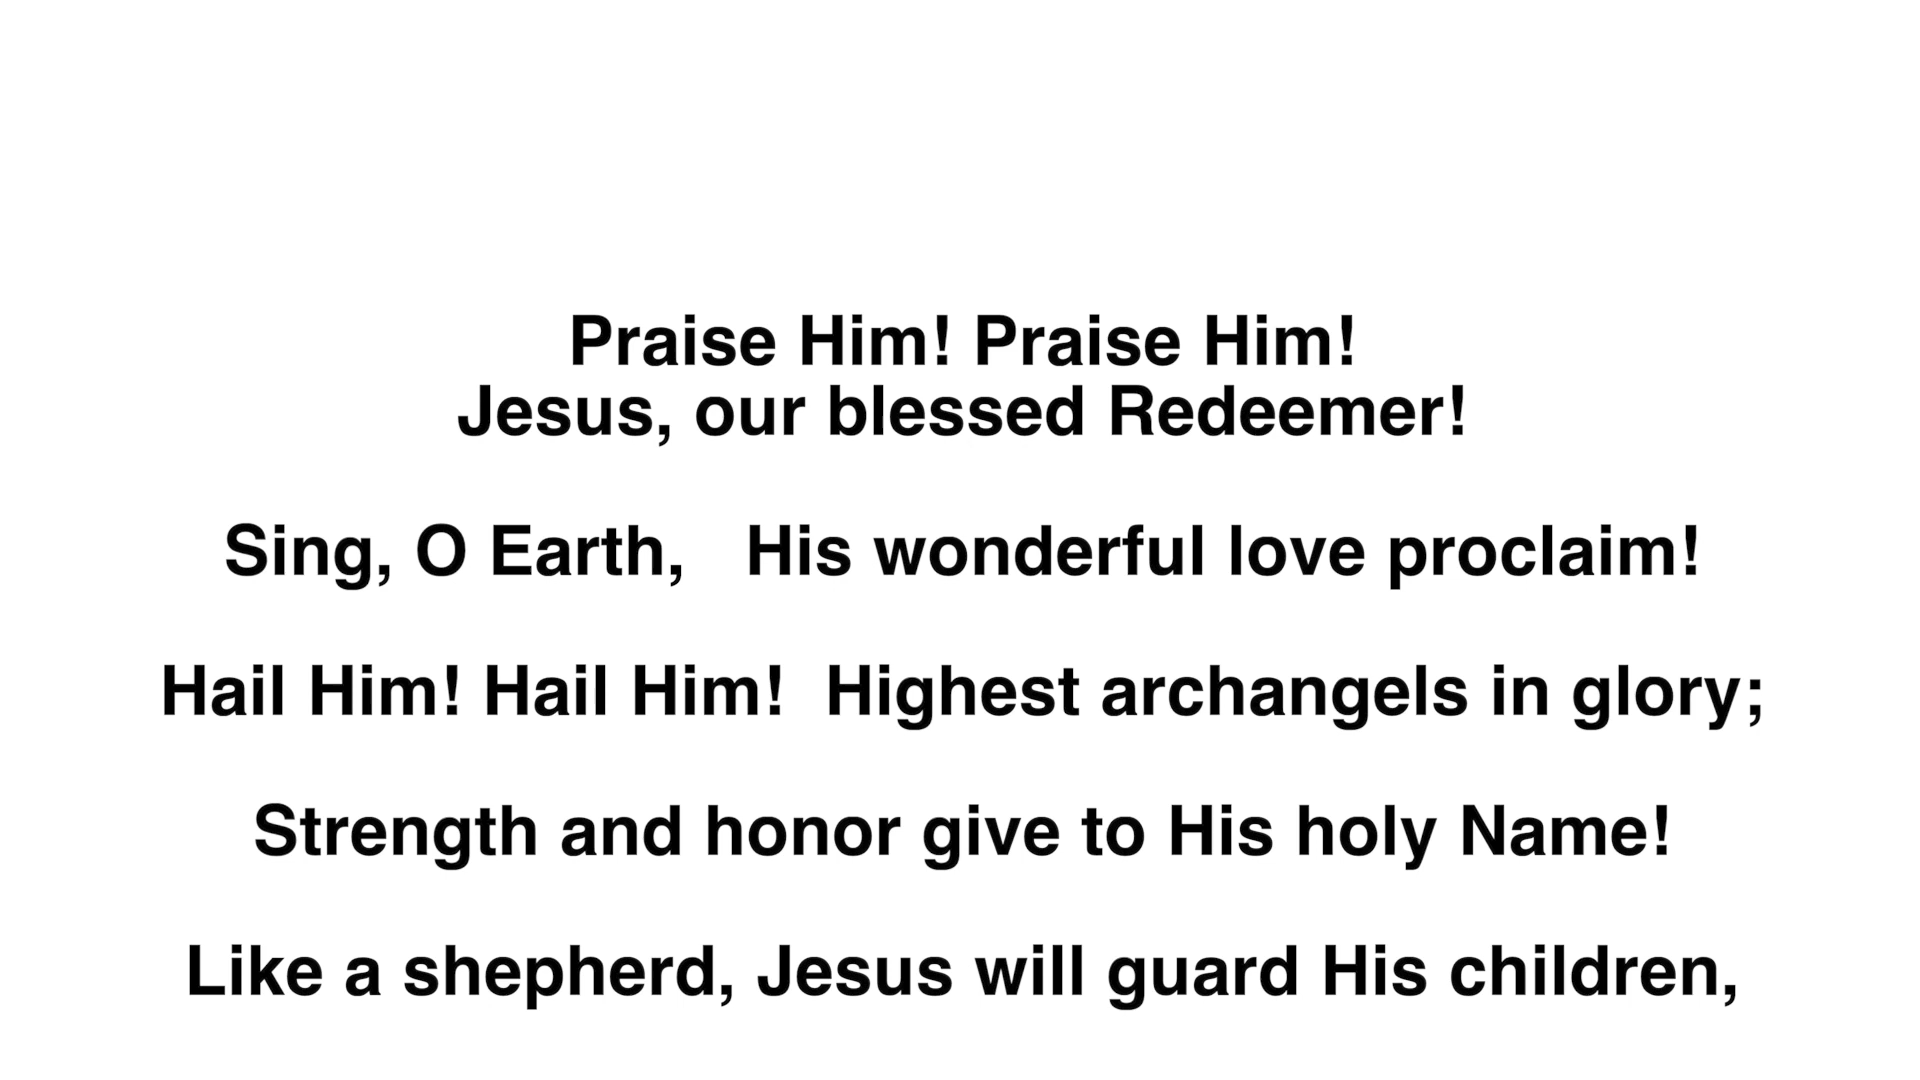 Praise Him! Praise Him!
Jesus, our blessed Redeemer!
Sing, O Earth,   His wonderful love proclaim!
Hail Him! Hail Him!  Highest archangels in glory;
Strength and honor give to His holy Name!
Like a shepherd, Jesus will guard His children,